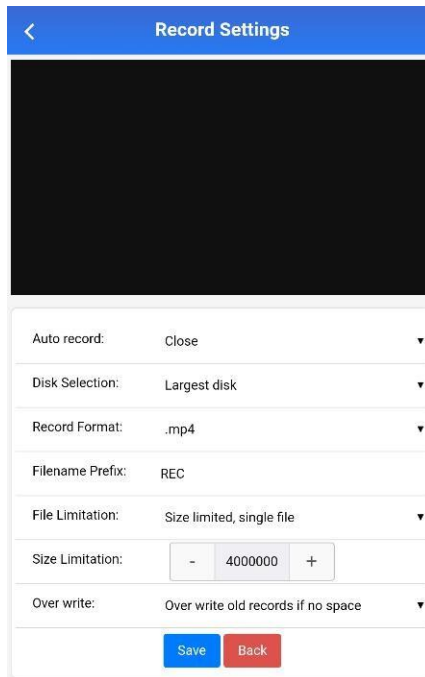 Record Settings
Auto record: Close
Disk Selection: Largest disk
Record Format: .mp4
Filename Prefix: REC
File Limitation: Size limited, single file
Size Limitation: - 4000000 +
Over write: Over write old records if no space
Save Back